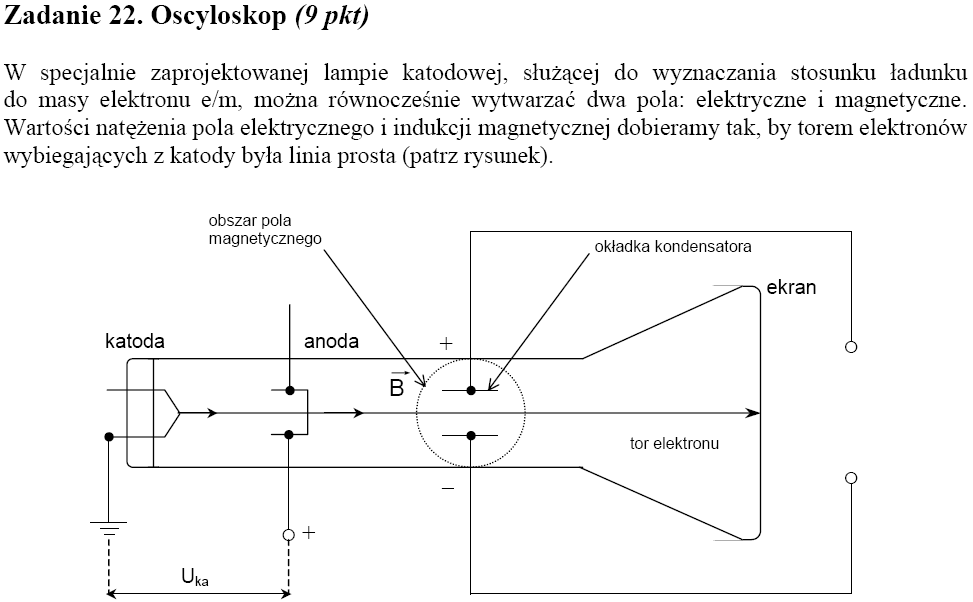 Zadanie 22. Oscyloskop (9 pkt)
W specjalnie zaprojektowanej lampie katodowej, służącej do wyznaczania stosunku ładunku
do masy elektronu e/m, można równocześnie wytwarzać dwa pola: elektryczne i magnetyczne.
Wartości natężenia pola elektrycznego i indukcji magnetycznej dobieramy tak, by torem elektronów
wybiegających z katody była linia prosta (patrz rysunek).
obszar pola
magnetycznego
okładka kondensatora
ekran
katoda
anoda
+
B
tor elektronu
–
+
Uka